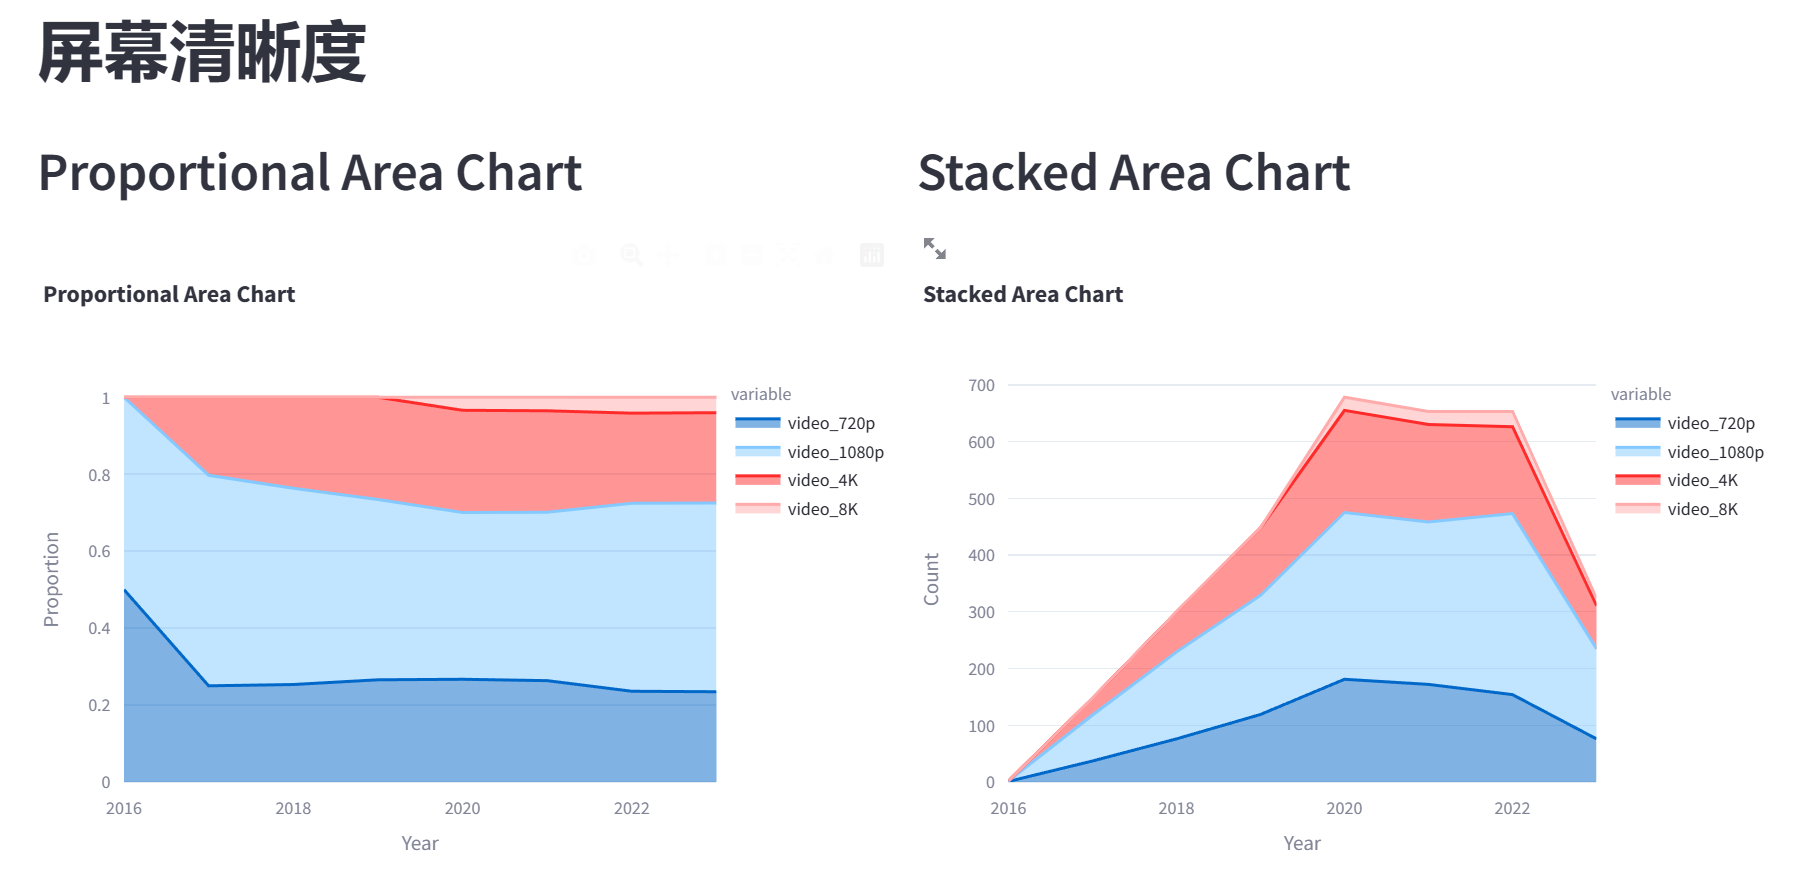 屏幕清晰度
Proportional Area Chart
Proportional Area Chart
variable
video_720p
video_1080p
video_4K
video_8K
1
0.8
0.6
0.4
0.2
0
Proportion
2016
2018
2020
2022
Year
Stacked Area Chart
Stacked Area Chart
variable
video_720p
video_1080p
video_4K
video_8K
700
600
500
400
300
200
100
0
Count
2016
2018
2020
2022
Year